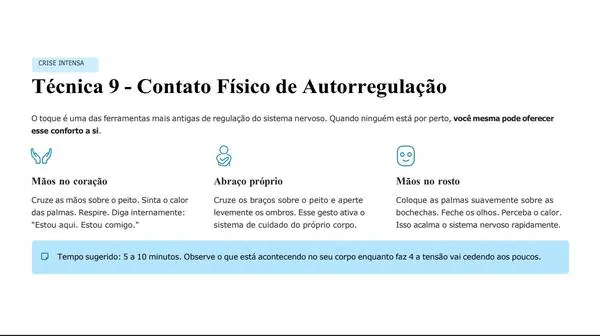 CRISE INTENSA
Técnica 9 - Contato Físico de Autorregulação
O toque é uma das ferramentas mais antigas de regulação do sistema nervoso. Quando ninguém está por perto, você mesma pode oferecer
esse conforto a si.
Mãos no coração
Cruze as mãos sobre o peito. Sinta o calor
das palmas. Respire. Diga internamente:
"Estou aqui. Estou comigo."
Abraço próprio
Cruze os braços sobre o peito e aperte
levemente os ombros. Esse gesto ativa o
sistema de cuidado do próprio corpo.
Mãos no rosto
Coloque as palmas suavemente sobre as
bochechas. Feche os olhos. Perceba o calor.
Isso acalma o sistema nervoso rapidamente.
Tempo sugerido: 5 a 10 minutos. Observe o que está acontecendo no seu corpo enquanto faz 4 a tensão vai cedendo aos poucos.